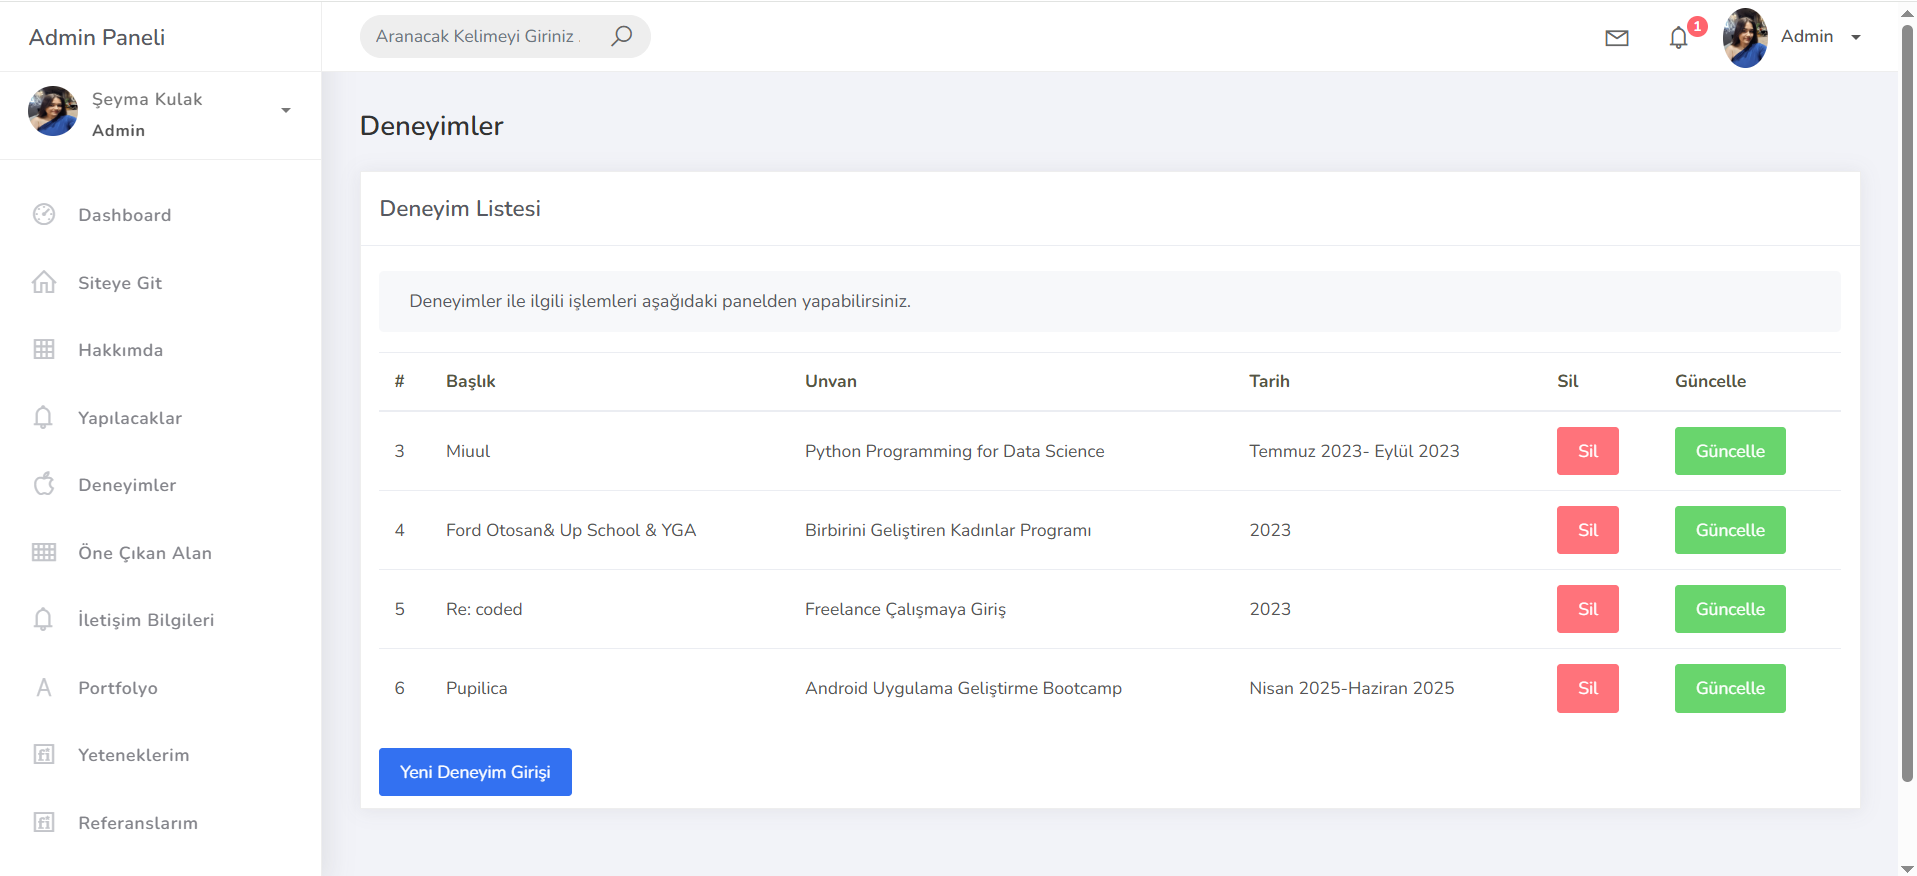 Admin Paneli
Aranacak Kelimeyi Giriniz .
1
Admin
Şeyma Kulak
Admin
Dashboard
Siteye Git
Hakkımda
Yapılacaklar
Deneyimler
Öne Çıkan Alan
İletişim Bilgileri
Portfolyo
Yeteneklerim
Referanslarım
Deneyimler
Deneyim Listesi
Deneyimler ile ilgili işlemleri aşağıdaki panelden yapabilirsiniz.
# Başlık Unvan Tarih Sil Güncelle
3 Miuul Python Programming for Data Science Temmuz 2023- Eylül 2023 Sil Güncelle
4 Ford Otosan& Up School & YGA Birbirini Geliştiren Kadınlar Programı 2023 Sil Güncelle
5 Re: coded Freelance Çalışmaya Giriş 2023 Sil Güncelle
6 Pupilica Android Uygulama Geliştirme Bootcamp Nisan 2025-Haziran 2025 Sil Güncelle
Yeni Deneyim Girişi